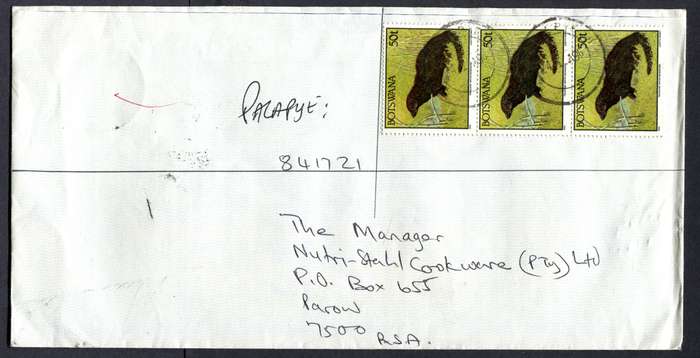 50t BOTSWANA
50t BOTSWANA
50t BOTSWANA
PALAPYE:
841721
The Manager
Nutri-Stahl Cookware (PTY) Ltd
P.O. Box 655
Parow
7500 RSA.